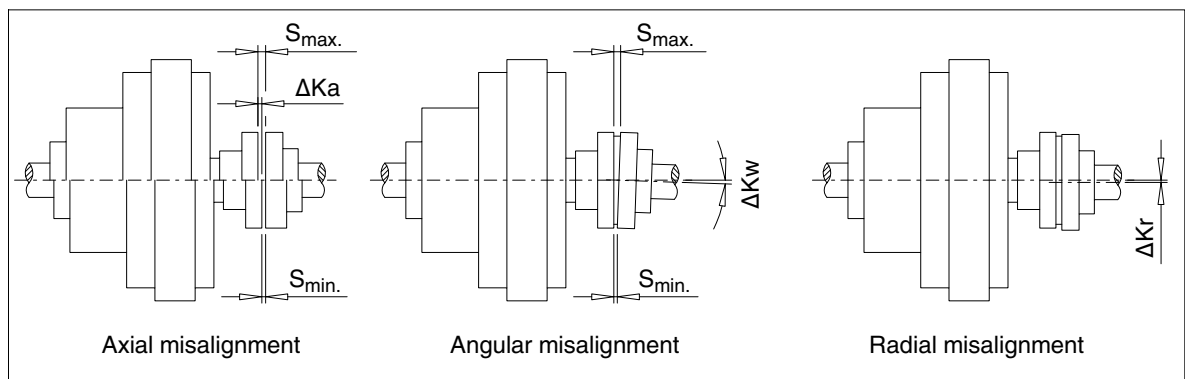 Smax.
ΔKa
Smin.
Axial misalignment
Smax.
ΔKw
Smin.
Angular misalignment
ΔKr
Radial misalignment